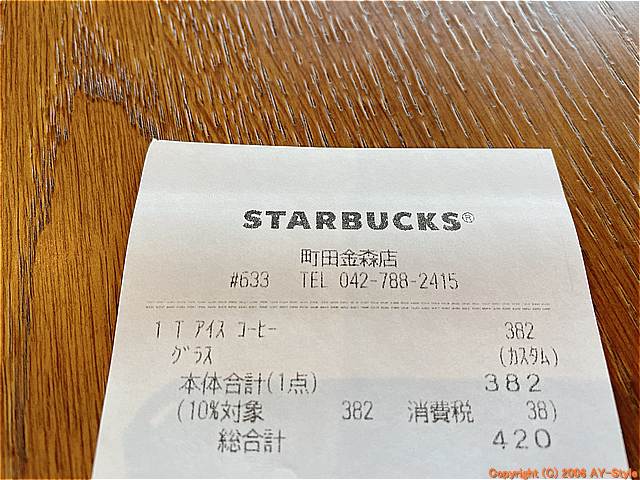 STARBUCKS®
町田金森店
#633 TEL 042-788-2415
1 T ｱｲｽ ｺｰﾋｰ 382
ｸﾞﾗｽ (ｶｽﾀﾑ)
本体合計(1点) 382
(10%対象 382 消費税 38)
総合計 420
Copyright (C) 2006 AY-Style